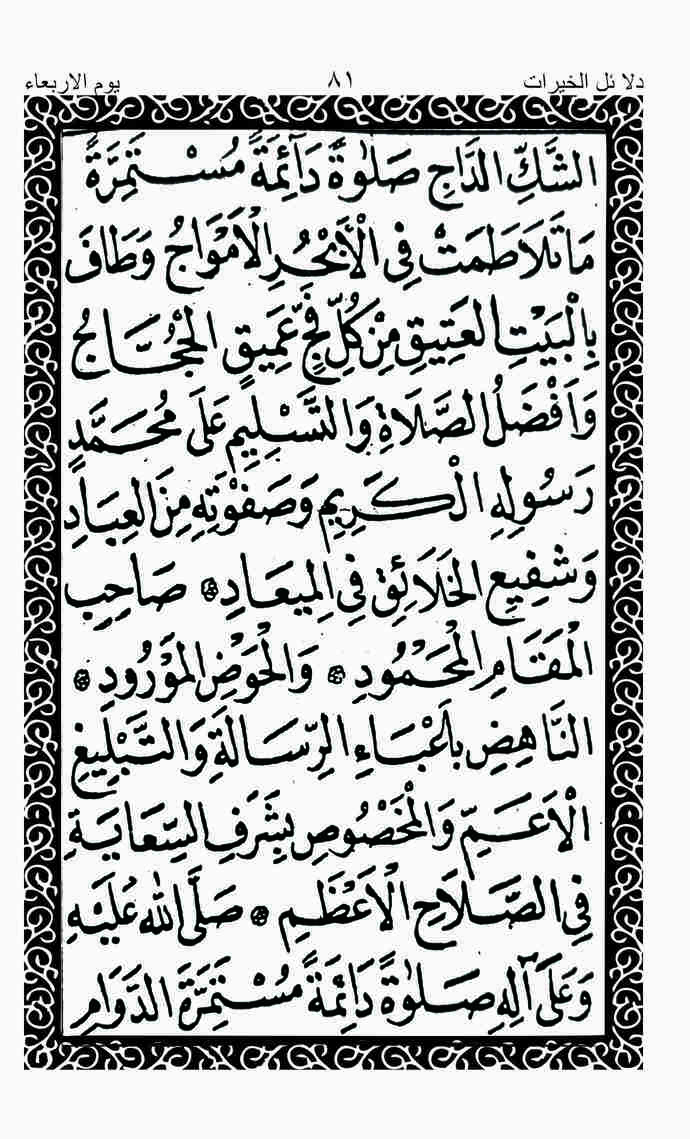 دلائل الخيرات ٨١ يوم الاربعاء
الشَّكِّ الدَّاجِ صَلٰوةً دَآئِمَةً مُسْتَمِرَّةً
مَا تَلَاطَمَتْ فِي الْأَبْحُرِ الْاَمْوَاجُ وَطَافَ
بِالْبَيْتِ الْعَتِيقِ مِنْ كُلِّ فَجٍّ عَمِيقٍ الْحُجَّاجُ
وَاَفْضَلُ الصَّلَاةِ وَالتَّسْلِيمِ عَلَى مُحَمَّدٍ
رَسُولِهِ الْكَرِيمِ وَصَفْوَتِهِ مِنَ الْعِبَادِ
وَشَفِيعِ الْخَلَائِقِ فِي الْمِيعَادِ ۞ صَاحِبِ
الْمَقَامِ الْمَحْمُودِ ۞ وَالْحَوْضِ الْمَوْرُودِ ۞
النَّاهِضِ بِاَعْبَاءِ الرِّسَالَةِ وَالتَّبْلِيغِ
الْاَعَمِّ وَالْمَخْصُوصِ بِشَرَفِ السِّعَايَةِ
فِي الصَّلَاحِ الْاَعْظَمِ ۞ صَلَّى اللّٰهُ عَلَيْهِ
وَعَلَى آلِهِ صَلٰوةً دَائِمَةً مُسْتَمِرَّةَ الدَّوَامِ